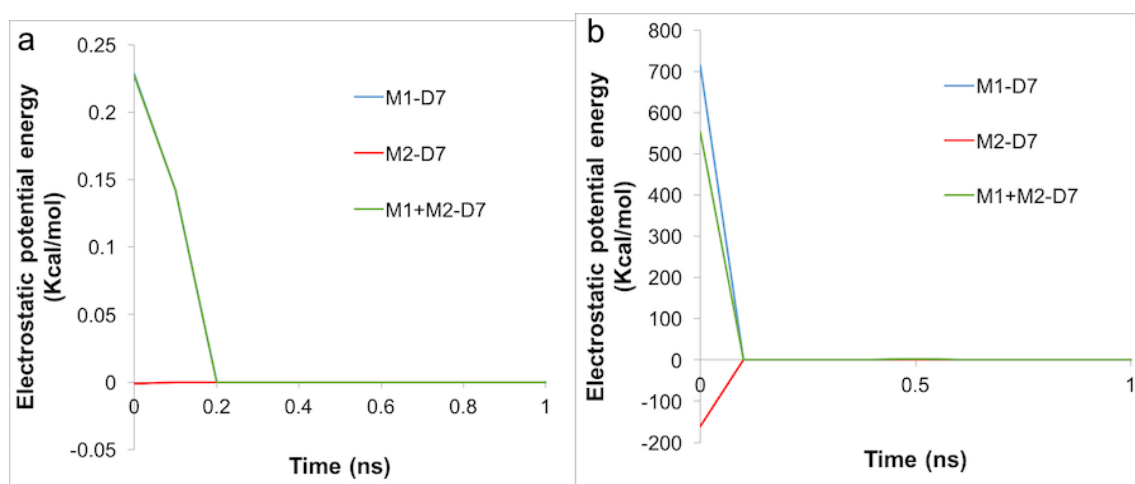 a
Electrostatic potential energy
(Kcal/mol)
0.25
0.2
0.15
0.1
0.05
0
-0.05
0
0.2
0.4
0.6
0.8
1
Time (ns)
M1-D7
M2-D7
M1+M2-D7
b
Electrostatic potential energy
(Kcal/mol)
800
700
600
500
400
300
200
100
0
-100
-200
0
0.5
1
Time (ns)
M1-D7
M2-D7
M1+M2-D7